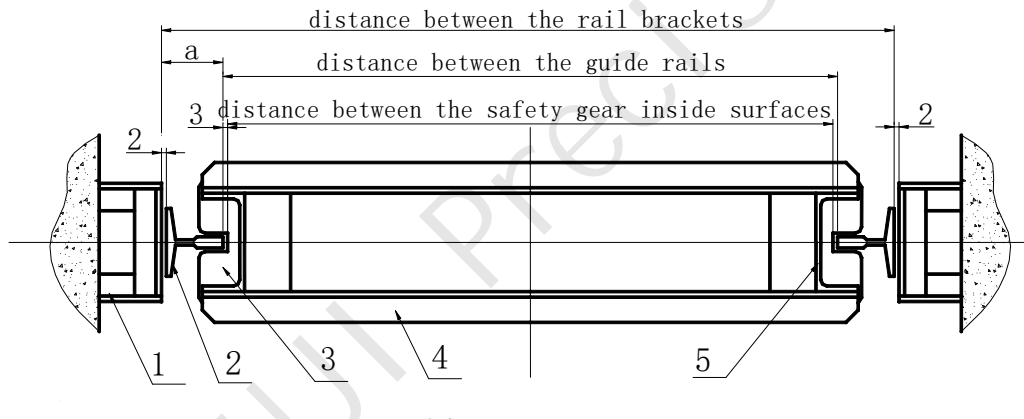 distance between the rail brackets
a
distance between the guide rails
3 distance between the safety gear inside surfaces 2
2
1 2 3 4 5